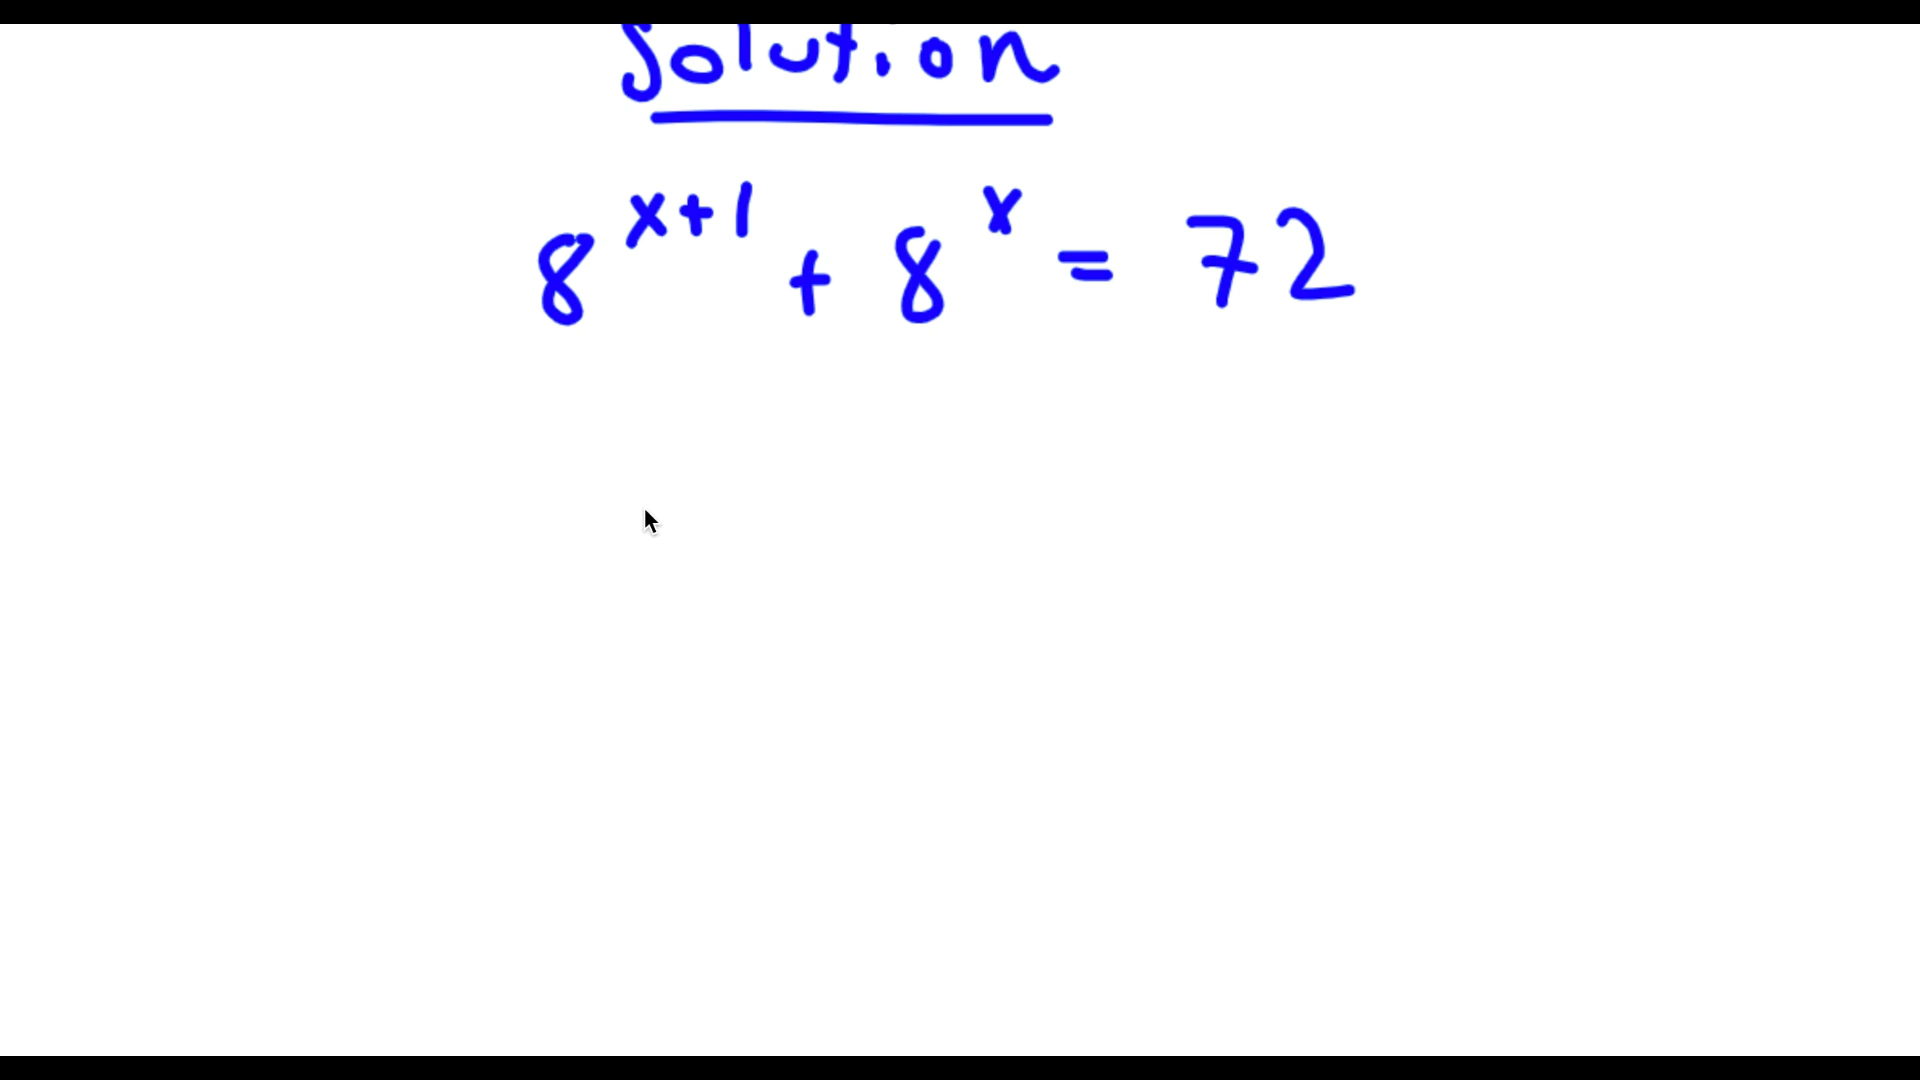 Solution
8^{x+1} + 8^x = 72